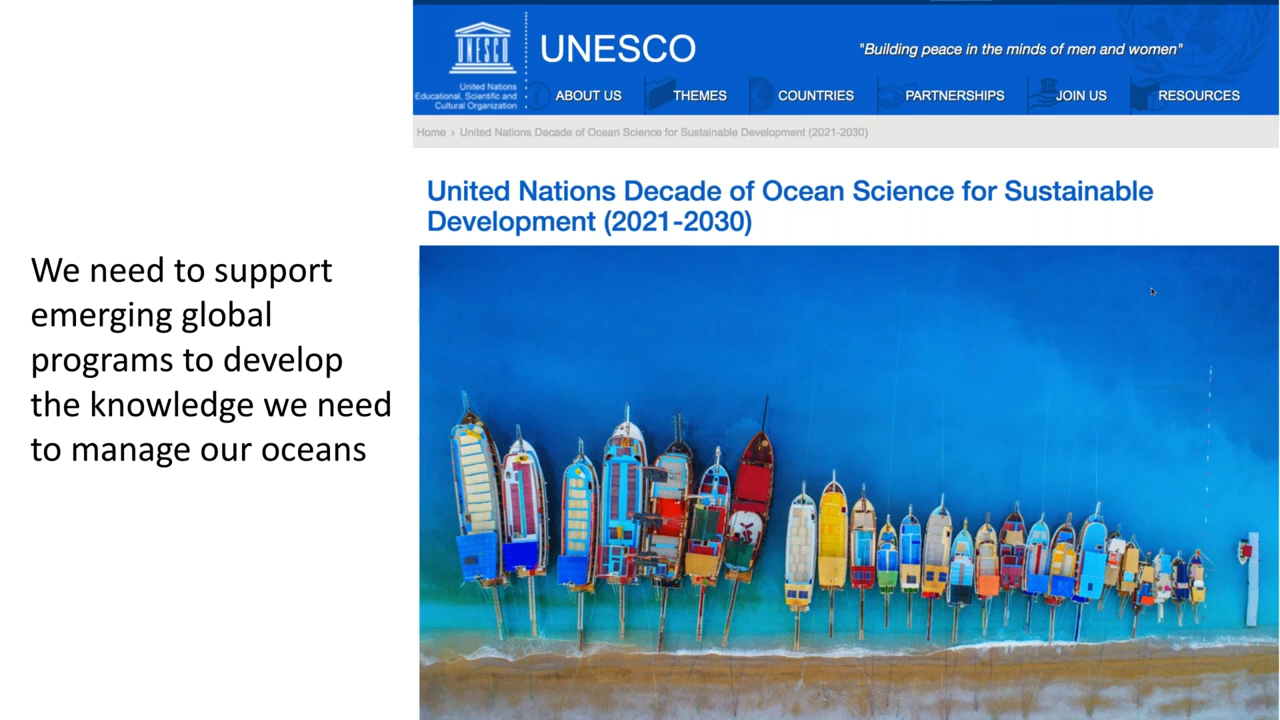 We need to support
emerging global
programs to develop
the knowledge we need
to manage our oceans
UNESCO
United Nations
Educational, Scientific and
Cultural Organization
UNESCO
"Building peace in the minds of men and women"
ABOUT US THEMES COUNTRIES PARTNERSHIPS JOIN US RESOURCES
Home › United Nations Decade of Ocean Science for Sustainable Development (2021-2030)
United Nations Decade of Ocean Science for Sustainable
Development (2021-2030)